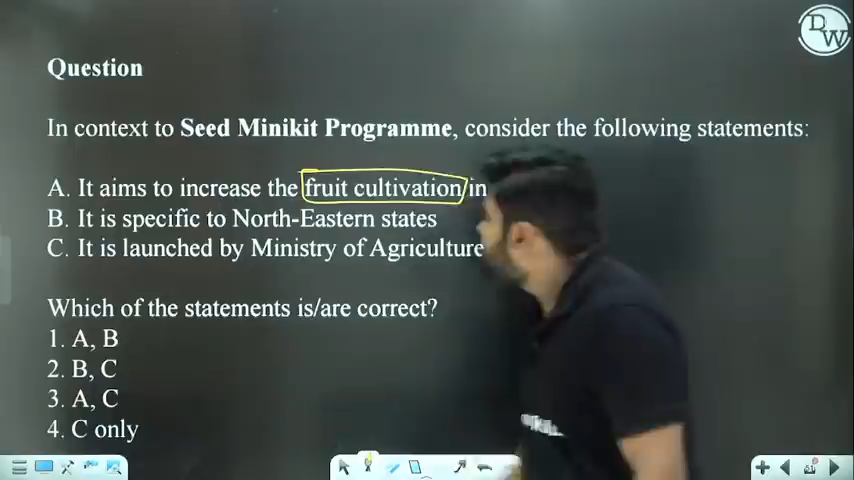 DW
Question
In context to Seed Minikit Programme, consider the following statements:
A. It aims to increase the fruit cultivation in
B. It is specific to North-Eastern states
C. It is launched by Ministry of Agriculture
Which of the statements is/are correct?
1. A, B
2. B, C
3. A, C
4. C only